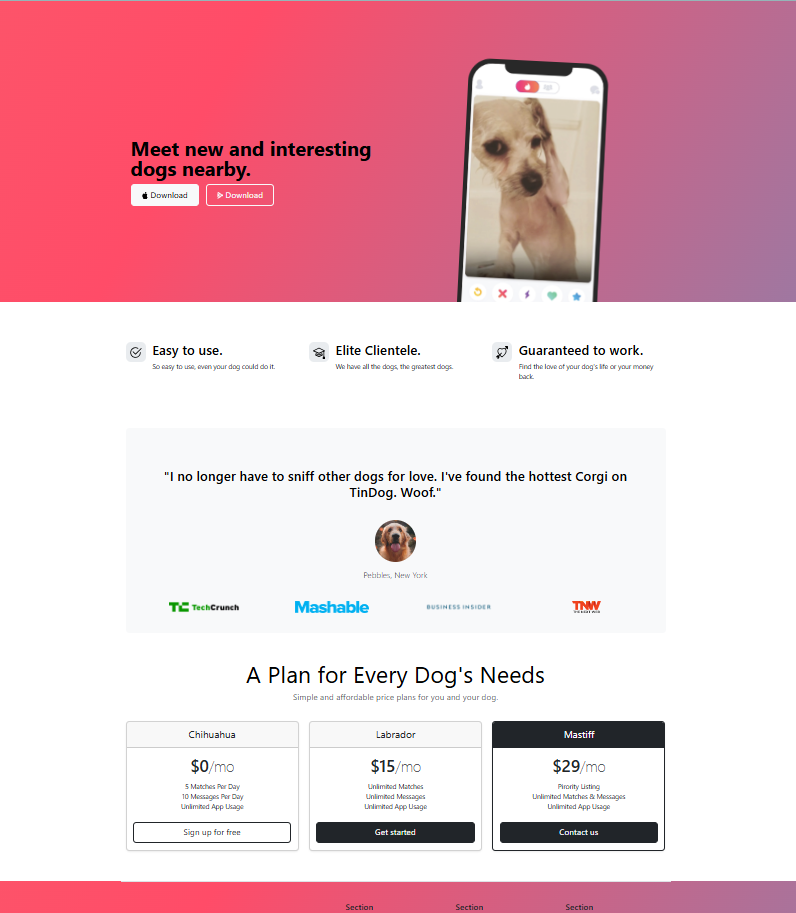 Meet new and interesting
dogs nearby.
Download
Download
Easy to use.
So easy to use, even your dog could do it.
Elite Clientele.
We have all the dogs, the greatest dogs.
Guaranteed to work.
Find the love of your dog's life or your money
back.
"I no longer have to sniff other dogs for love. I've found the hottest Corgi on
TinDog. Woof."
Pebbles, New York
TechCrunch
Mashable
BUSINESS INSIDER
TNW
A Plan for Every Dog's Needs
Simple and affordable price plans for you and your dog.
Chihuahua
$0/mo
5 Matches Per Day
10 Messages Per Day
Unlimited App Usage
Sign up for free
Labrador
$15/mo
Unlimited Matches
Unlimited Messages
Unlimited App Usage
Get started
Mastiff
$29/mo
Pirority Listing
Unlimited Matches & Messages
Unlimited App Usage
Contact us
Section
Section
Section